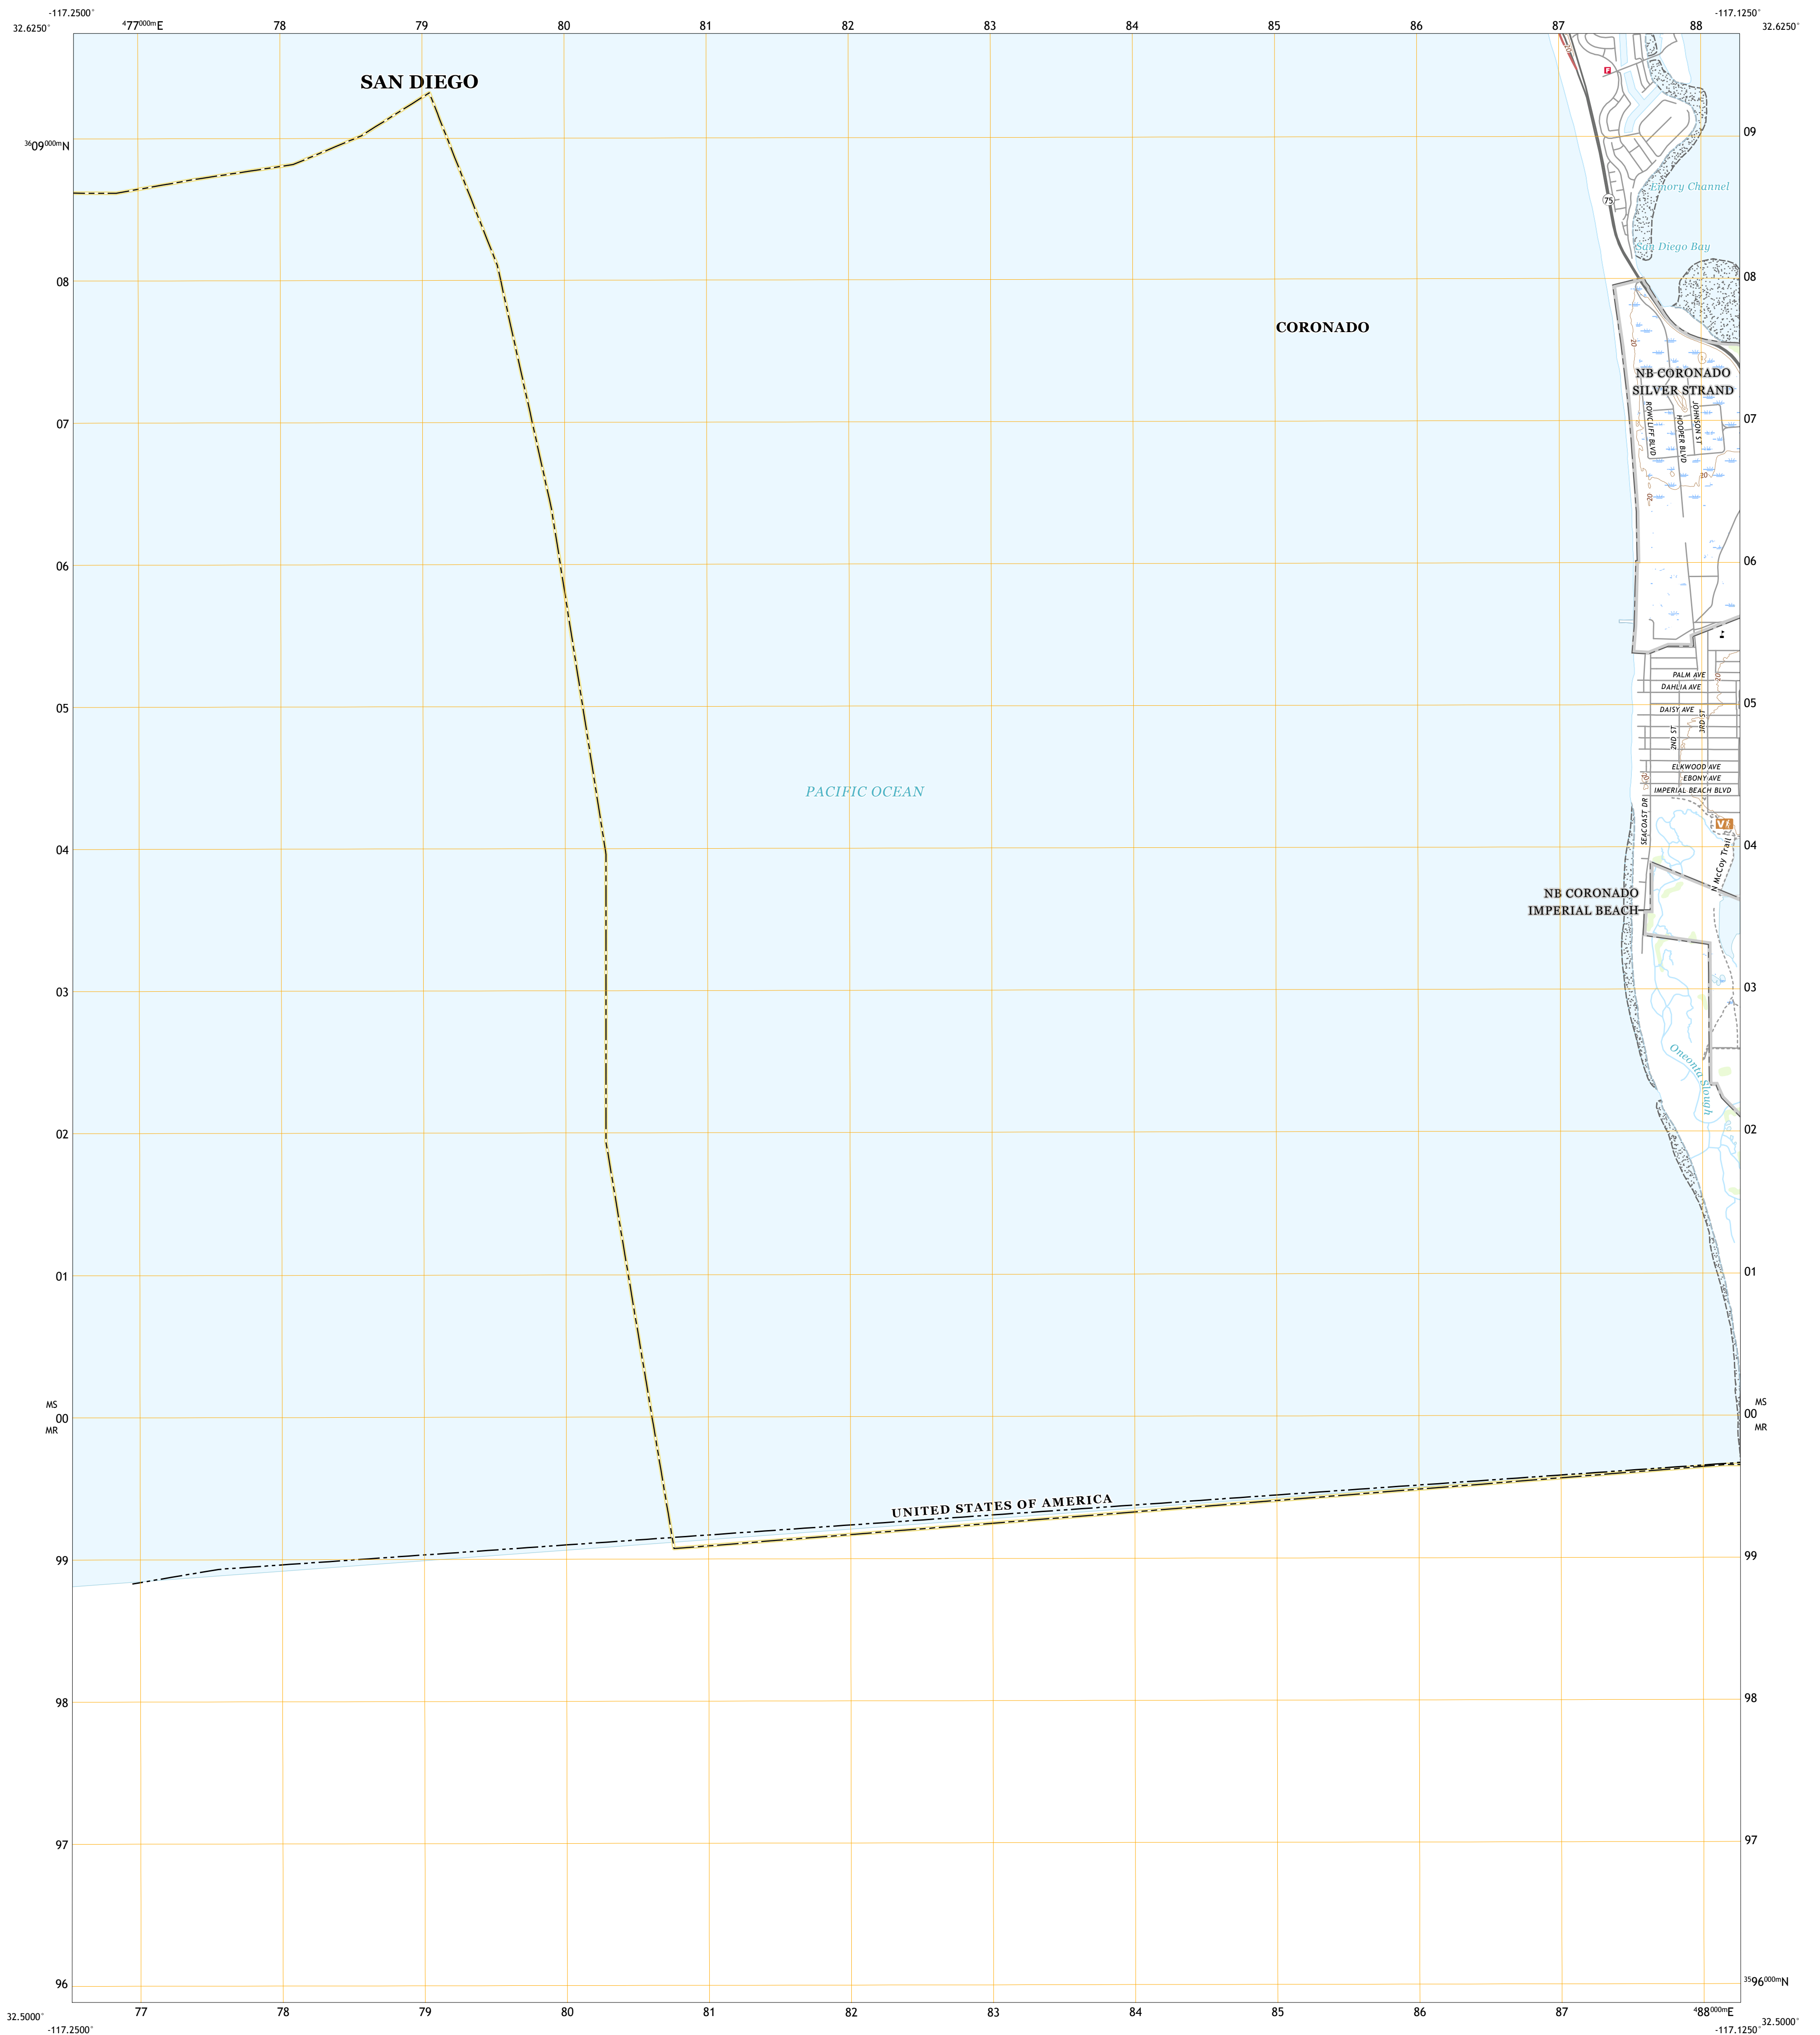 -117.2500°
-117.1250°
32.6250°
⁴77⁰⁰⁰ᵐE 78 79 80 81 82 83 84 85 86 87 88
32.6250°
SAN DIEGO
³⁶09⁰⁰⁰ᵐN
09
Emory Channel
75
San Diego Bay
08
08
CORONADO
20
NB CORONADO
SILVER STRAND
ROWCLIFF BLVD
HOOPER BLVD
JOHNSON ST
07
07
20
20
06
06
PALM AVE
20
DAHLIA AVE
05
05
DAISY AVE
2ND ST
3RD ST
ELKWOOD AVE
EBONY AVE
IMPERIAL BEACH BLVD
PACIFIC OCEAN
SEACOAST DR
N McCoy Trail
04
04
NB CORONADO
IMPERIAL BEACH
03
03
Oneonta Slough
02
02
01
01
MS
MS
00
00
MR
MR
UNITED STATES OF AMERICA
99
99
98
98
97
97
96
³⁵96⁰⁰⁰ᵐN
77 78 79 80 81 82 83 84 85 86 87 ⁴88⁰⁰⁰ᵐE
32.5000°
32.5000°
-117.2500°
-117.1250°